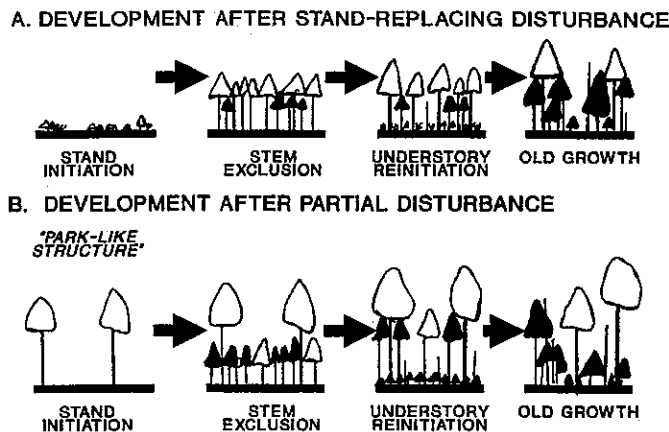 A. DEVELOPMENT AFTER STAND-REPLACING DISTURBANCE
STAND INITIATION
STEM EXCLUSION
UNDERSTORY REINITIATION
OLD GROWTH
B. DEVELOPMENT AFTER PARTIAL DISTURBANCE
"PARK-LIKE
STRUCTURE"
STAND INITIATION
STEM EXCLUSION
UNDERSTORY REINITIATION
OLD GROWTH